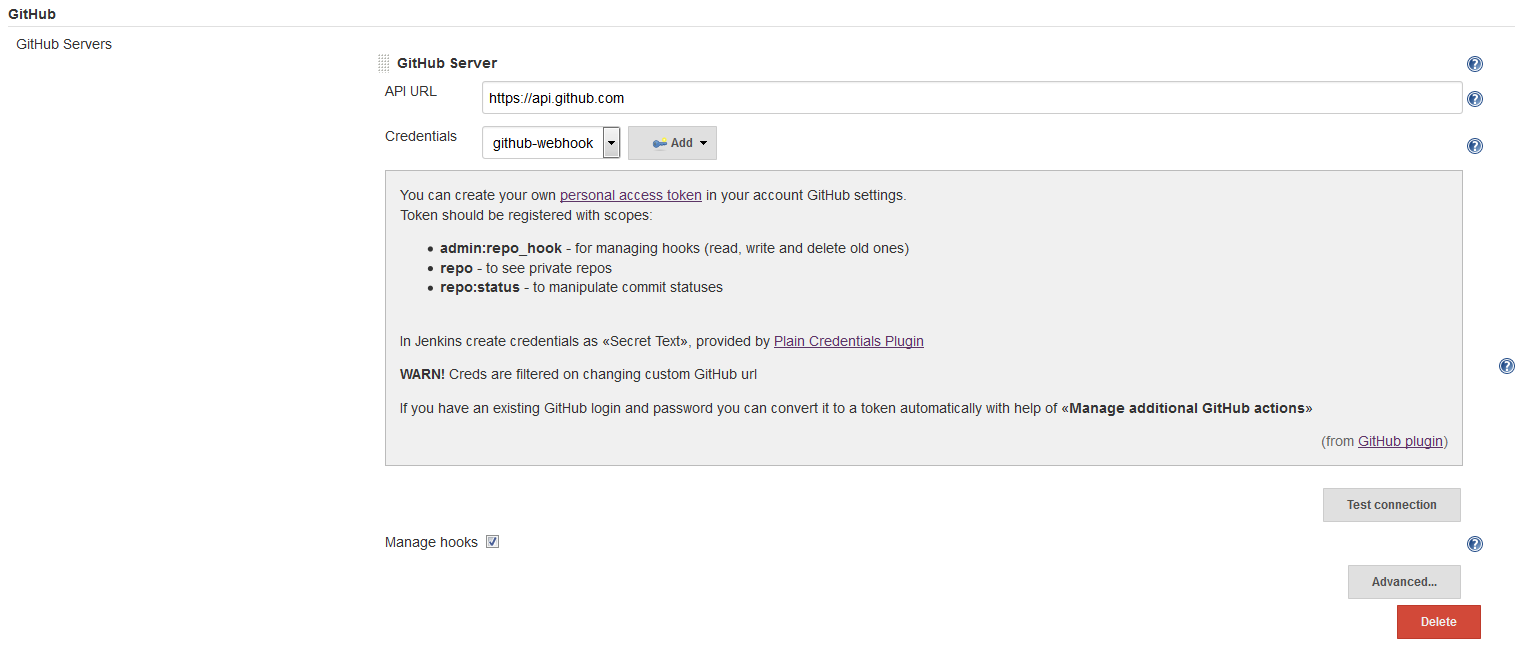 GitHub
GitHub Servers
GitHub Server
API URL
https://api.github.com
Credentials
github-webhook
Add
You can create your own personal access token in your account GitHub settings.
Token should be registered with scopes:
• admin:repo_hook - for managing hooks (read, write and delete old ones)
• repo - to see private repos
• repo:status - to manipulate commit statuses
In Jenkins create credentials as «Secret Text», provided by Plain Credentials Plugin
WARN! Creds are filtered on changing custom GitHub url
If you have an existing GitHub login and password you can convert it to a token automatically with help of «Manage additional GitHub actions»
(from GitHub plugin)
Test connection
Manage hooks
Advanced...
Delete